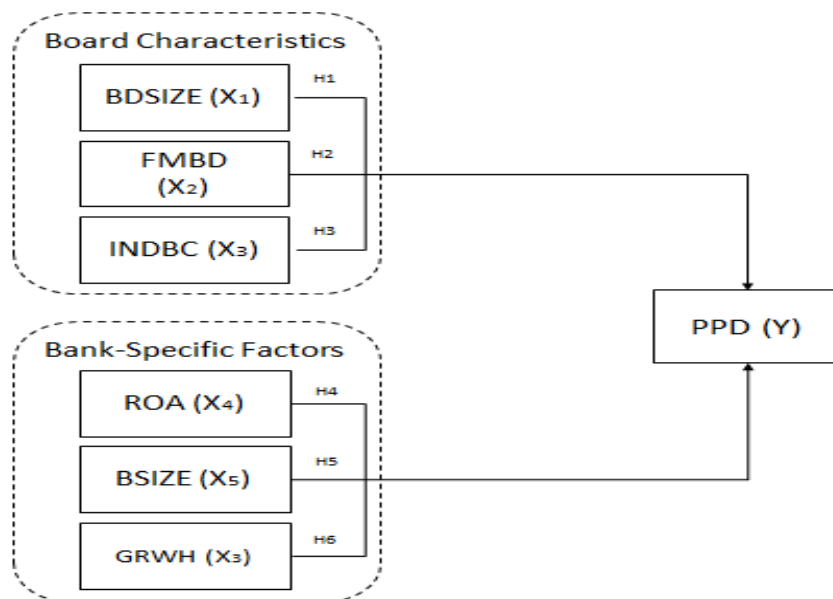 Board Characteristics
BDSIZE (X₁)
H1
FMBD
(X₂)
H2
INDBC (X₃)
H3
PPD (Y)
Bank-Specific Factors
ROA (X₄)
H4
BSIZE (X₅)
H5
GRWH (X₃)
H6